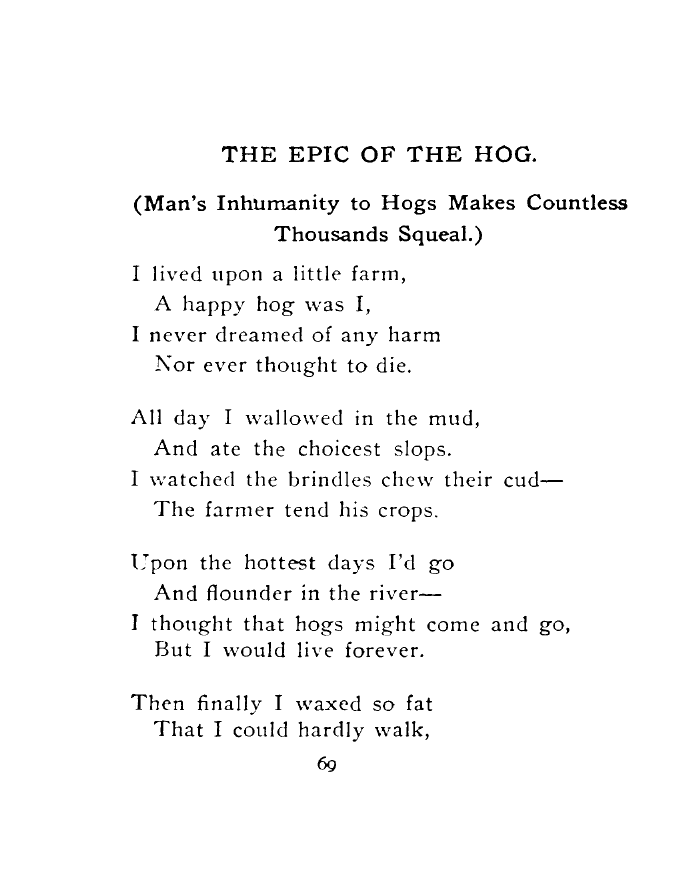 THE EPIC OF THE HOG.
(Man's Inhumanity to Hogs Makes Countless
Thousands Squeal.)
I lived upon a little farm,
A happy hog was I,
I never dreamed of any harm
Nor ever thought to die.
All day I wallowed in the mud,
And ate the choicest slops.
I watched the brindles chew their cud—
The farmer tend his crops.
Upon the hottest days I'd go
And flounder in the river—
I thought that hogs might come and go,
But I would live forever.
Then finally I waxed so fat
That I could hardly walk,
69